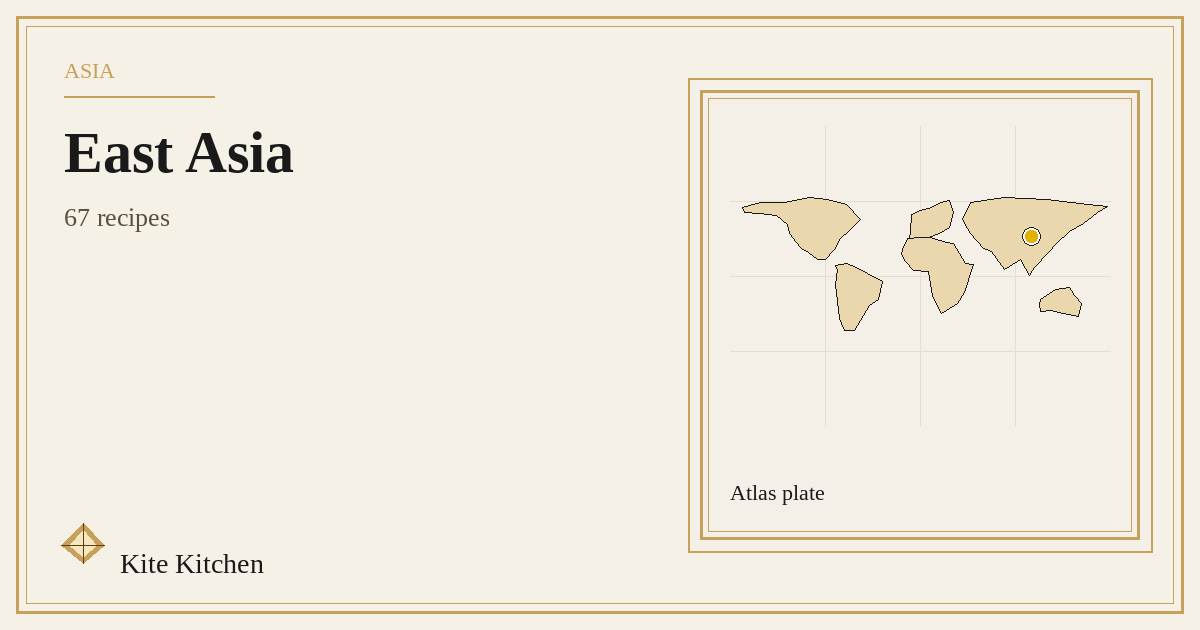 ASIA
East Asia
67 recipes
Atlas plate
Kite Kitchen